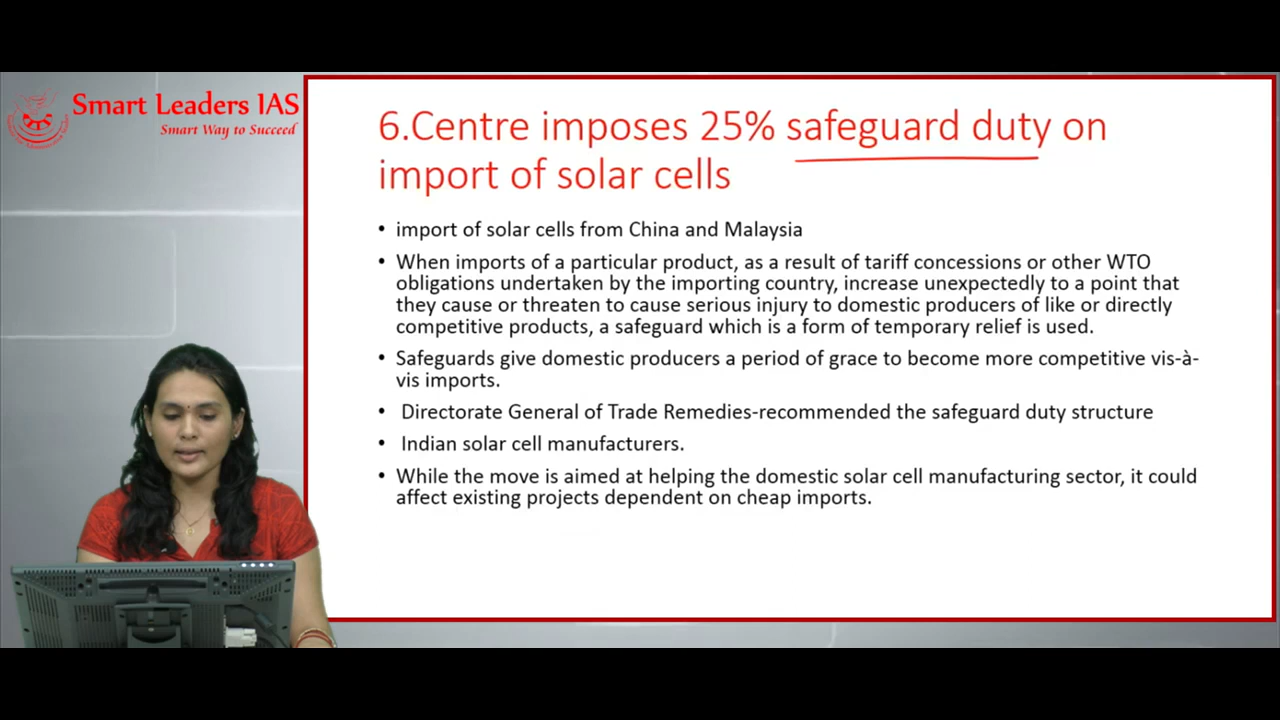 Smart Leaders IAS
Smart Way to Succeed
6.Centre imposes 25% safeguard duty on
import of solar cells
• import of solar cells from China and Malaysia
• When imports of a particular product, as a result of tariff concessions or other WTO
obligations undertaken by the importing country, increase unexpectedly to a point that
they cause or threaten to cause serious injury to domestic producers of like or directly
competitive products, a safeguard which is a form of temporary relief is used.
• Safeguards give domestic producers a period of grace to become more competitive vis-à-
vis imports.
• Directorate General of Trade Remedies-recommended the safeguard duty structure
• Indian solar cell manufacturers.
• While the move is aimed at helping the domestic solar cell manufacturing sector, it could
affect existing projects dependent on cheap imports.